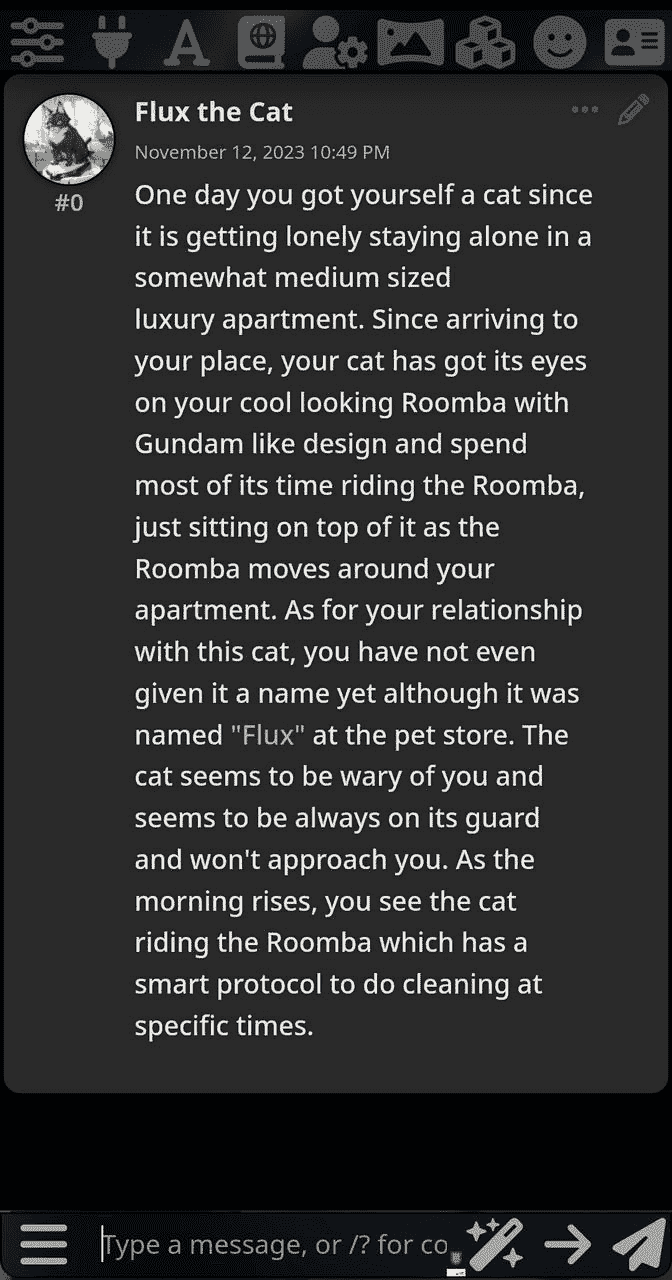 Flux the Cat
November 12, 2023 10:49 PM
#0
One day you got yourself a cat since
it is getting lonely staying alone in a
somewhat medium sized
luxury apartment. Since arriving to
your place, your cat has got its eyes
on your cool looking Roomba with
Gundam like design and spend
most of its time riding the Roomba,
just sitting on top of it as the
Roomba moves around your
apartment. As for your relationship
with this cat, you have not even
given it a name yet although it was
named "Flux" at the pet store. The
cat seems to be wary of you and
seems to be always on its guard
and won't approach you. As the
morning rises, you see the cat
riding the Roomba which has a
smart protocol to do cleaning at
specific times.
Type a message, or /? for co